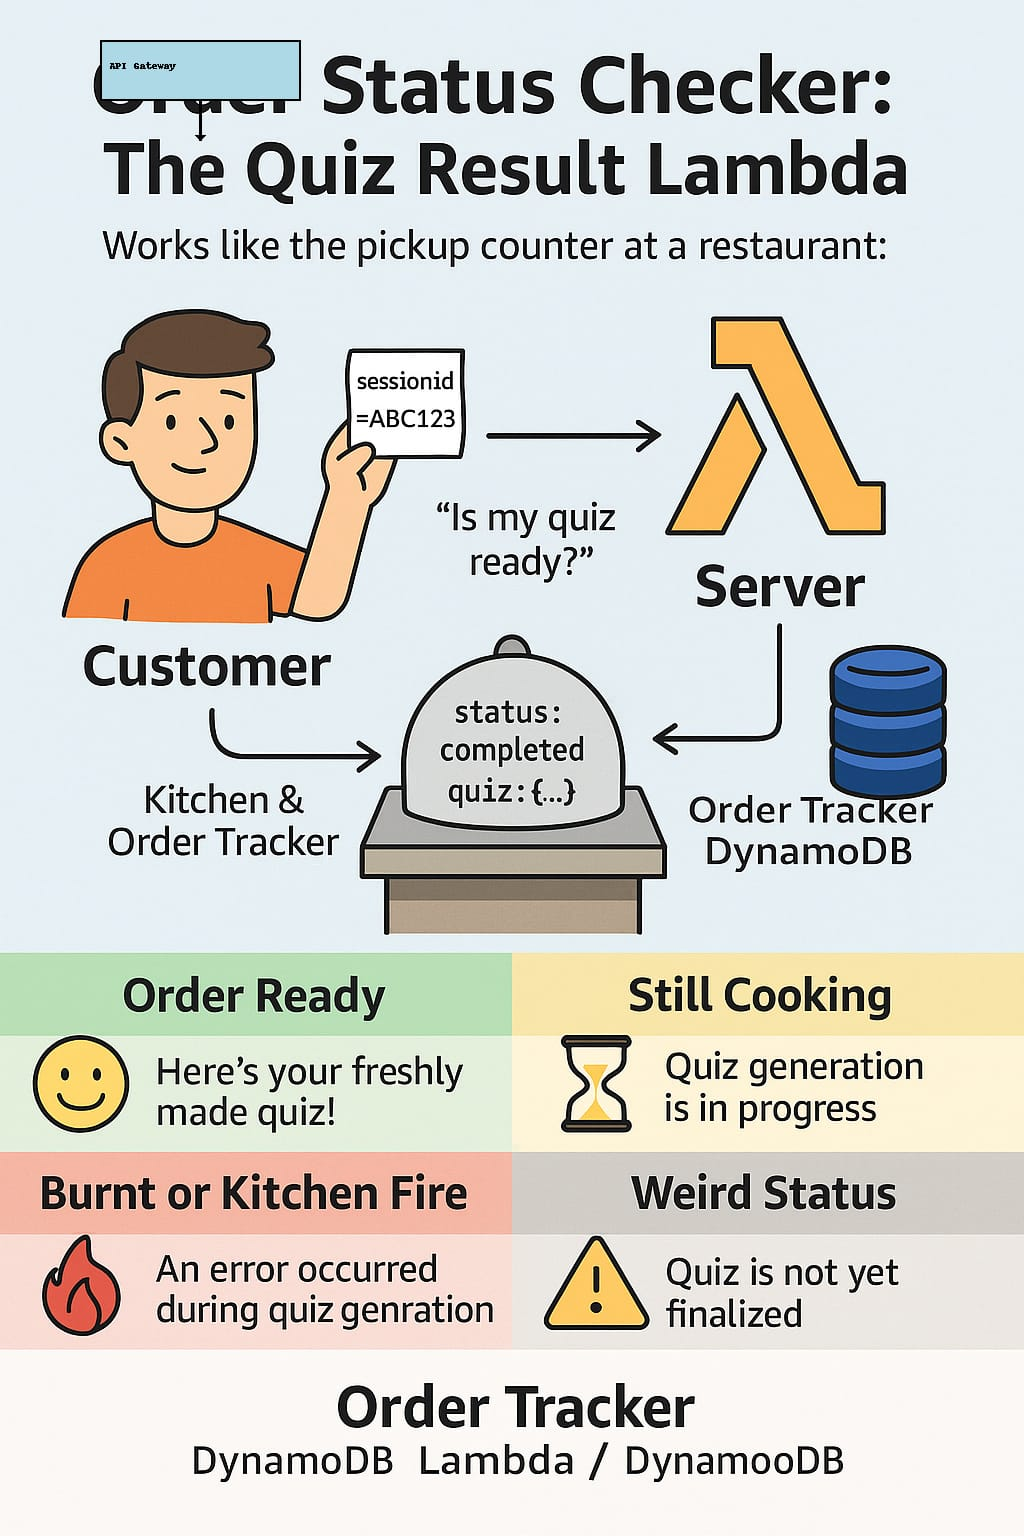 API Gateway
Order Status Checker:
The Quiz Result Lambda
Works like the pickup counter at a restaurant:
sessionid
=ABC123
“Is my quiz
ready?”
Server
Customer
status:
completed
quiz:{...}
Kitchen &
Order Tracker
Order Tracker
DynamoDB
Order Ready
Here’s your freshly
made quiz!
Still Cooking
Quiz generation
is in progress
Burnt or Kitchen Fire
An error occurred
during quiz genration
Weird Status
Quiz is not yet
finalized
Order Tracker
DynamoDB Lambda / DynamooDB